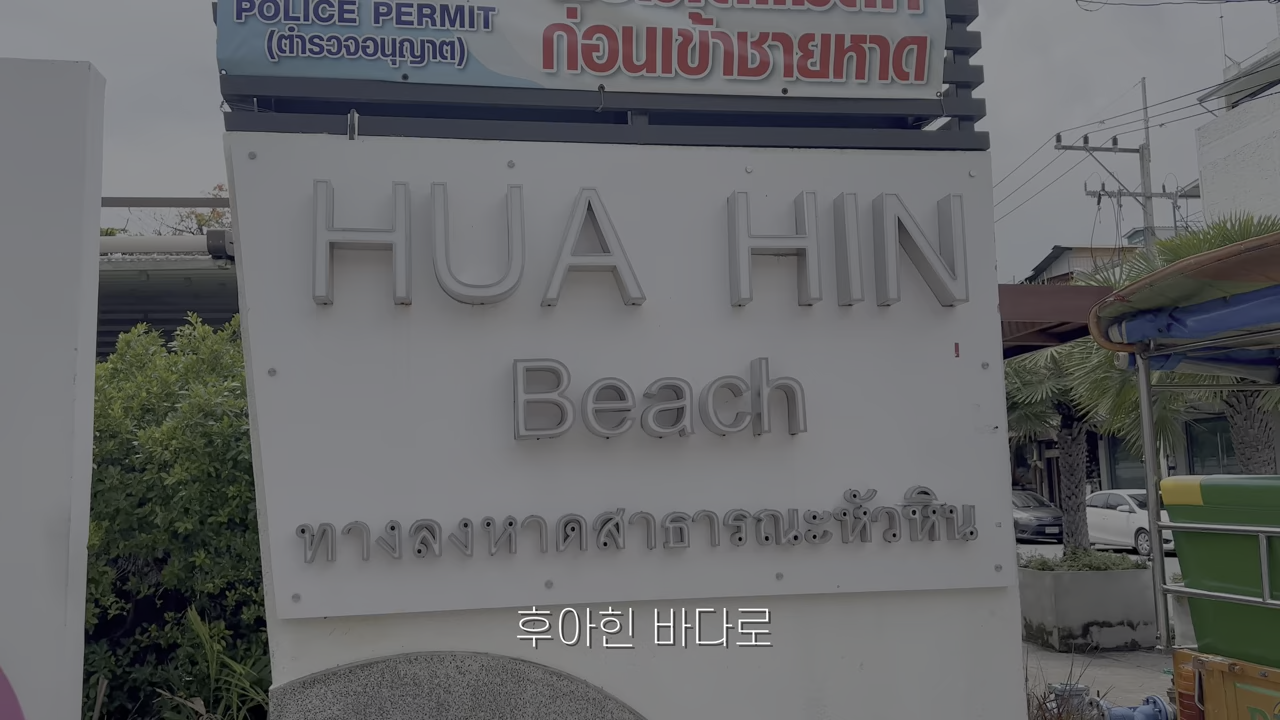 POLICE PERMIT
(ตำรวจอนุญาต)
ก่อนเข้าชายหาด
HUA HIN
Beach
ทางลงหาดสาธารณะหัวหิน
후아힌 바다로